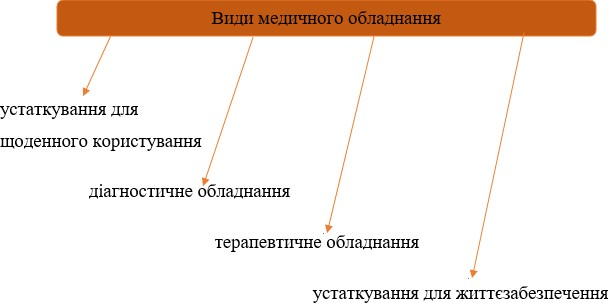 Види медичного обладнання
устаткування для
щоденного користування
діагностичне обладнання
терапевтичне обладнання
устаткування для життєзабезпечення